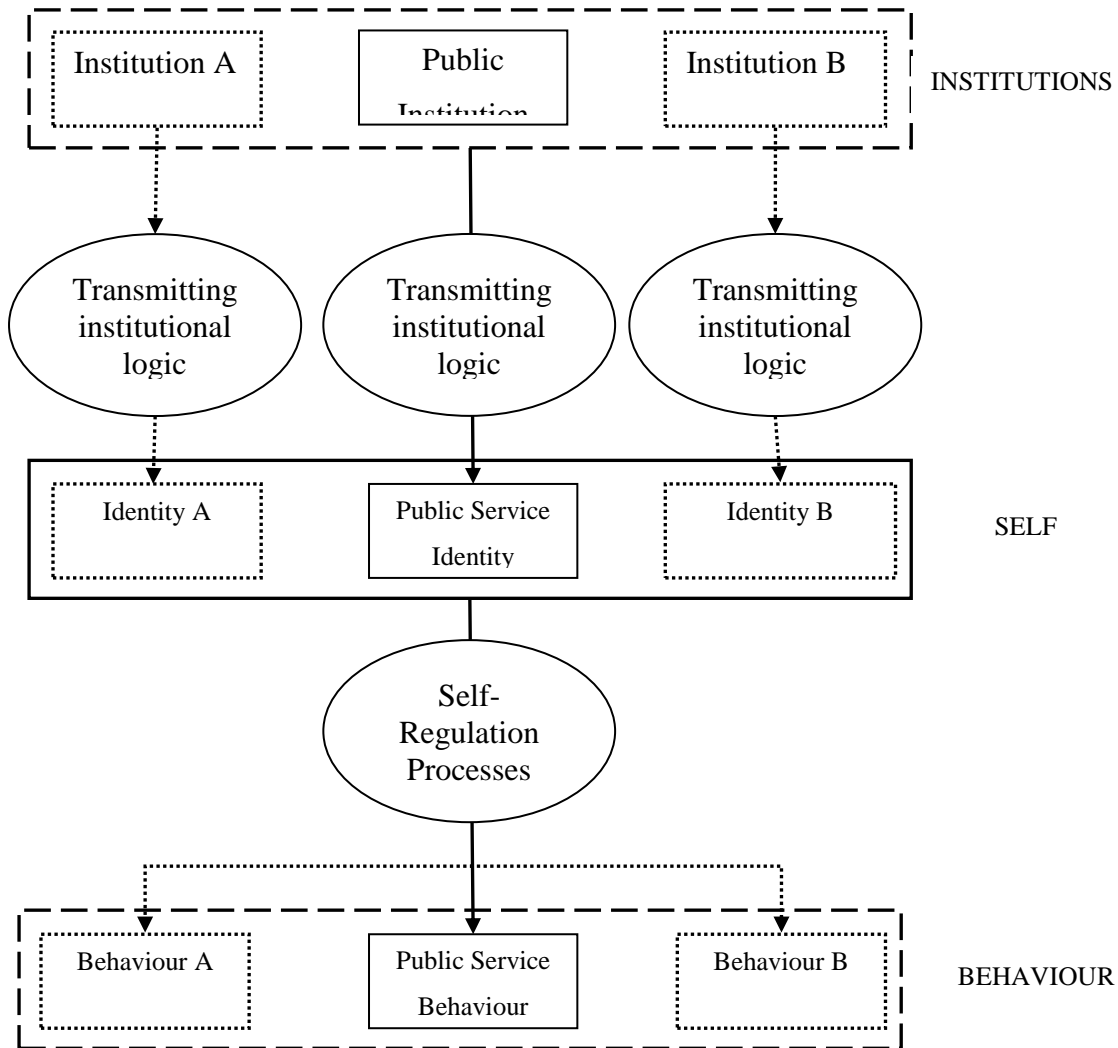 Institution A
Public
Institution
Institution B
INSTITUTIONS
Transmitting
institutional
logic
Transmitting
institutional
logic
Transmitting
institutional
logic
Identity A
Public Service
Identity
Identity B
SELF
Self-
Regulation
Processes
Behaviour A
Public Service
Behaviour
Behaviour B
BEHAVIOUR